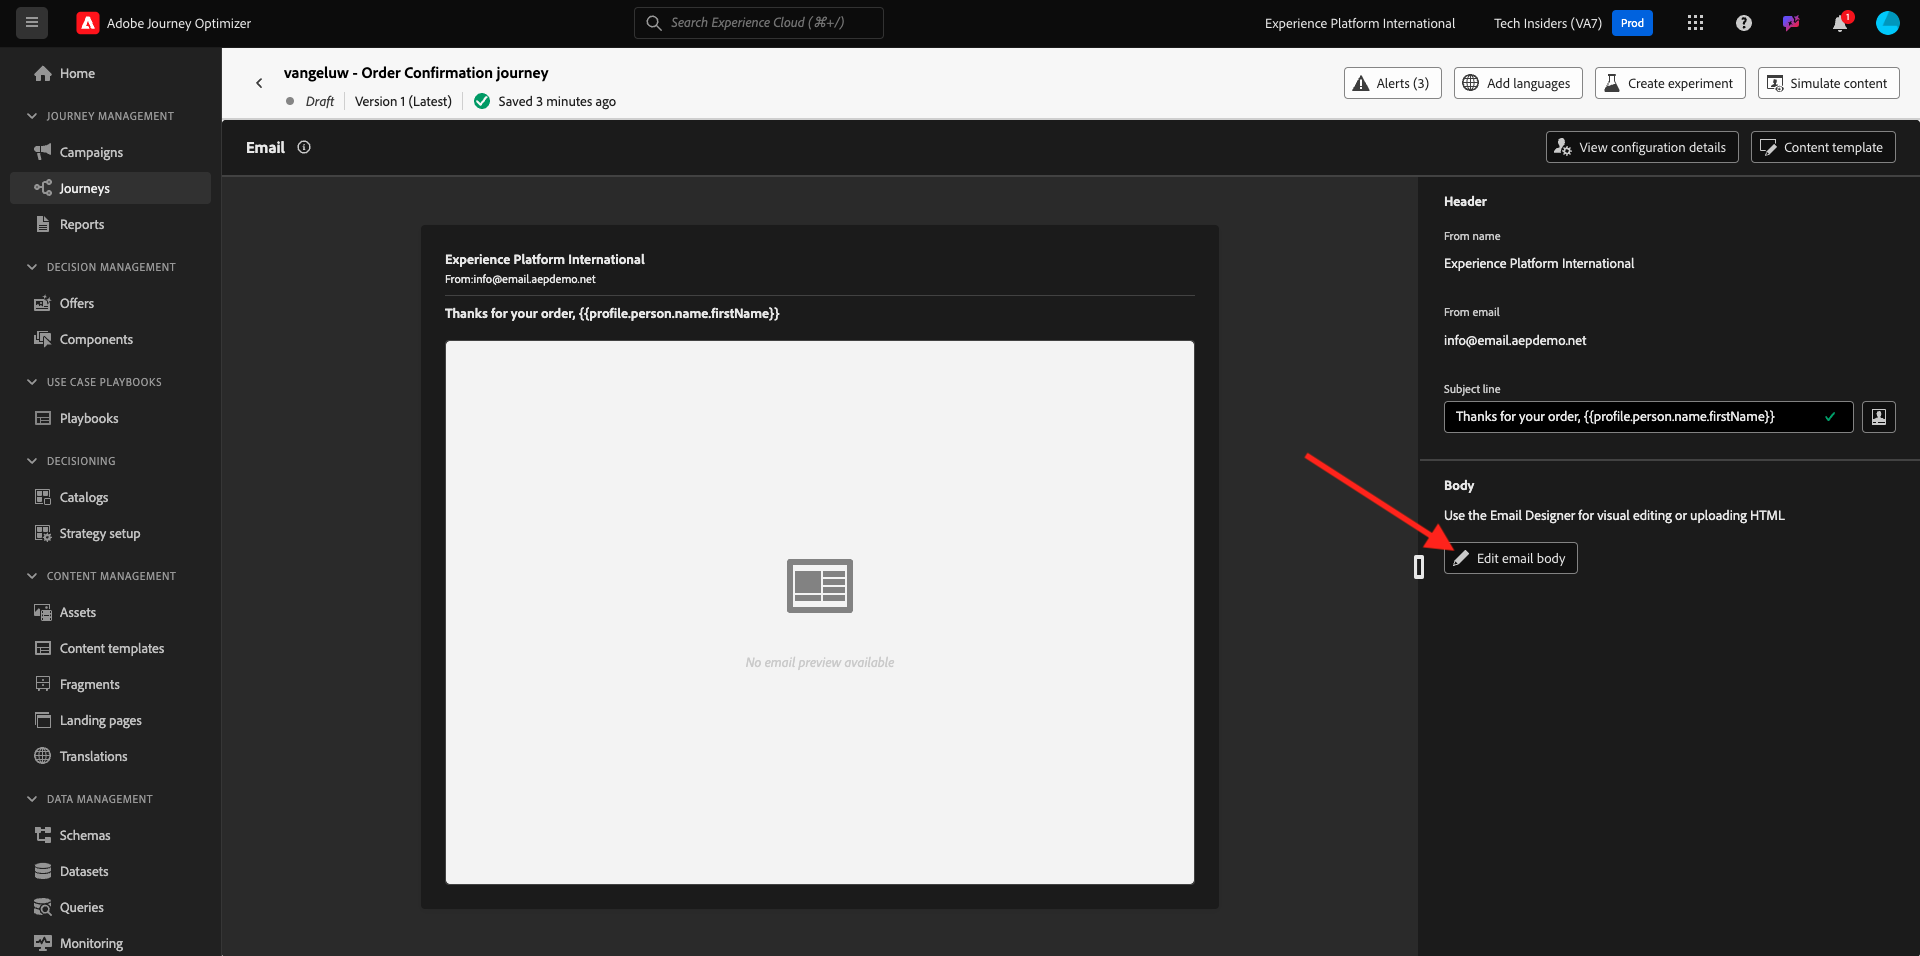 Adobe Journey Optimizer
Search Experience Cloud (⌘+/)
Experience Platform International
Tech Insiders (VA7)
Prod
1
Home
JOURNEY MANAGEMENT
Campaigns
Journeys
Reports
DECISION MANAGEMENT
Offers
Components
USE CASE PLAYBOOKS
Playbooks
DECISIONING
Catalogs
Strategy setup
CONTENT MANAGEMENT
Assets
Content templates
Fragments
Landing pages
Translations
DATA MANAGEMENT
Schemas
Datasets
Queries
Monitoring
vangeluw - Order Confirmation journey
Draft
Version 1 (Latest)
Saved 3 minutes ago
Alerts (3)
Add languages
Create experiment
Simulate content
Email
View configuration details
Content template
Experience Platform International
From:info@email.aepdemo.net
Thanks for your order, {{profile.person.name.firstName}}
No email preview available
Header
From name
Experience Platform International
From email
info@email.aepdemo.net
Subject line
Thanks for your order, {{profile.person.name.firstName}}
Body
Use the Email Designer for visual editing or uploading HTML
Edit email body